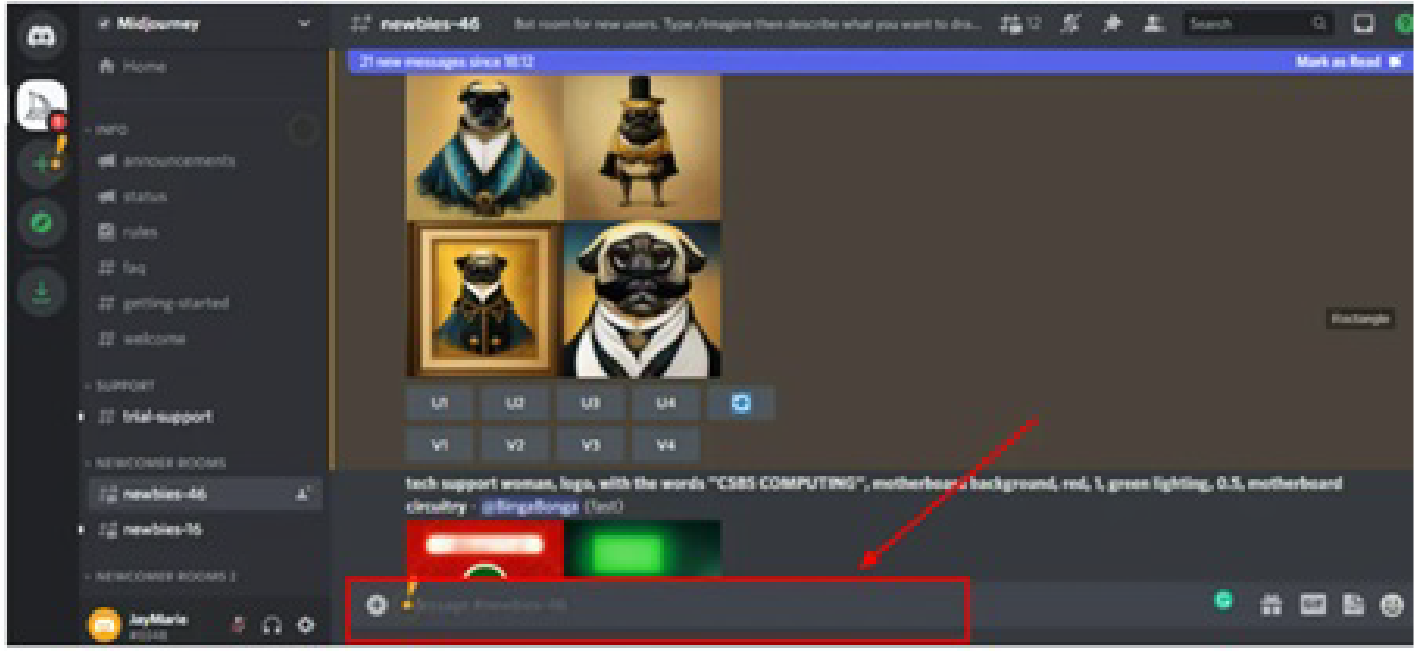 Midjourney
Home
INFO
announcements
status
rules
faq
getting-started
welcome
SUPPORT
trial-support
NEWCOMER ROOMS
newbies-46
newbies-16
NEWCOMER ROOMS 2
JayMarie
newbies-46
Bot room for new users. Type /imagine then describe what you want to dra...
12
Search
21 new messages since 18:12
Mark as Read
Rectangle
U1 U2 U3 U4
V1 V2 V3 V4
tech support woman, logo, with the words "CSBS COMPUTING", motherboard background, red, 1, green lighting, 0.5, motherboard
circuitry - @BingaBonga (fast)
Message #newbies-46
GIF